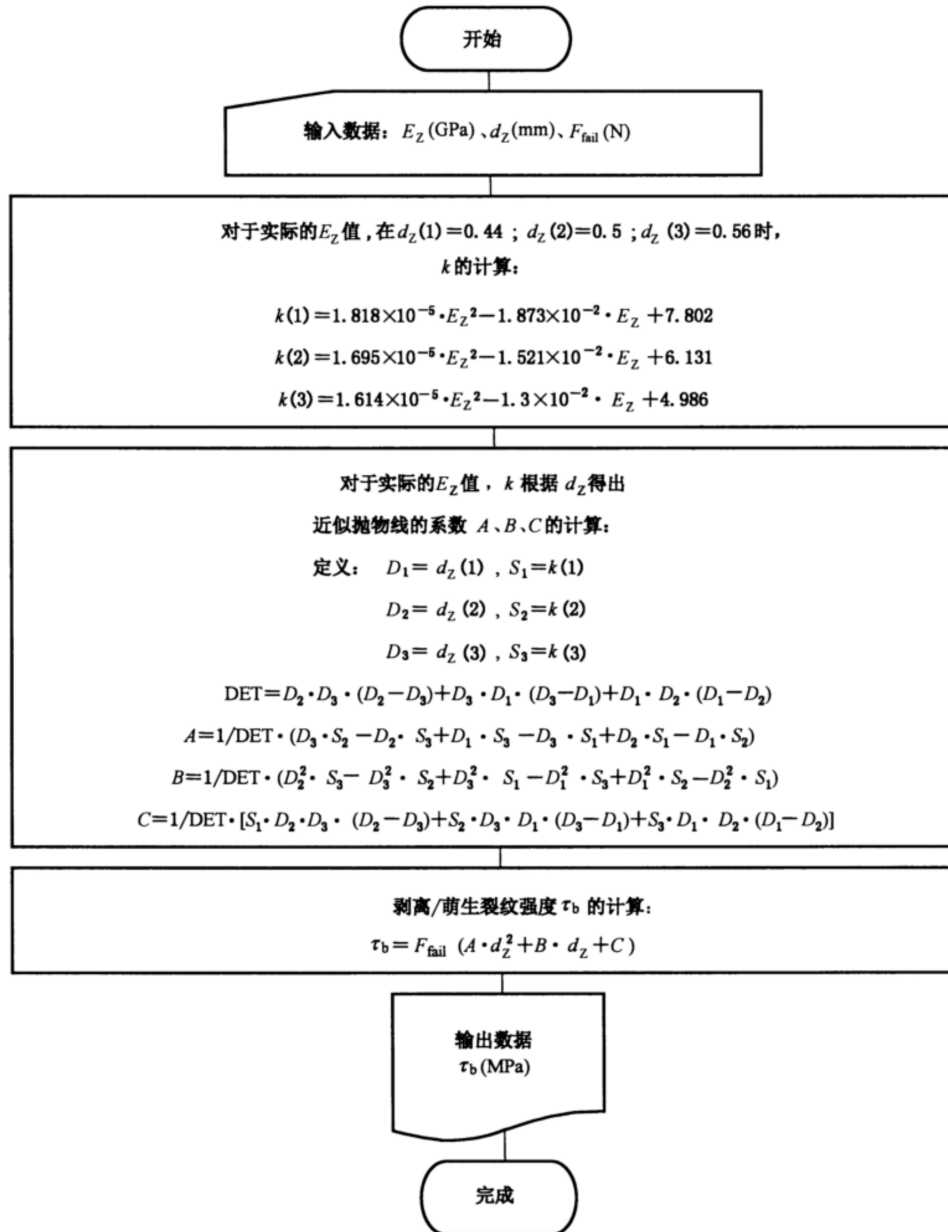 开始
输入数据：E_Z(GPa)、d_Z(mm)、F_fail(N)
对于实际的E_Z值，在d_Z(1)=0.44；d_Z(2)=0.5；d_Z(3)=0.56时，
k的计算：
k(1)=1.818×10⁻⁵·E_Z²−1.873×10⁻²·E_Z+7.802
k(2)=1.695×10⁻⁵·E_Z²−1.521×10⁻²·E_Z+6.131
k(3)=1.614×10⁻⁵·E_Z²−1.3×10⁻²·E_Z+4.986
对于实际的E_Z值，k 根据 d_Z得出
近似抛物线的系数 A、B、C的计算：
定义： D₁= d_Z(1)，S₁=k(1)
D₂= d_Z(2)，S₂=k(2)
D₃= d_Z(3)，S₃=k(3)
DET=D₂·D₃·(D₂−D₃)+D₃·D₁·(D₃−D₁)+D₁·D₂·(D₁−D₂)
A=1/DET·(D₃·S₂−D₂·S₃+D₁·S₃−D₃·S₁+D₂·S₁−D₁·S₂)
B=1/DET·(D₂²·S₃−D₃²·S₂+D₃²·S₁−D₁²·S₃+D₁²·S₂−D₂²·S₁)
C=1/DET·[S₁·D₂·D₃·(D₂−D₃)+S₂·D₃·D₁·(D₃−D₁)+S₃·D₁·D₂·(D₁−D₂)]
剥离/萌生裂纹强度 τ_b 的计算：
τ_b=F_fail (A·d_Z²+B·d_Z+C)
输出数据
τ_b(MPa)
完成